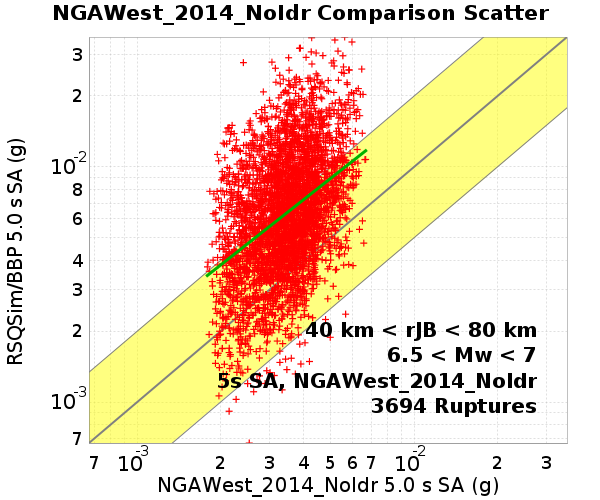 NGAWest_2014_NoIdr Comparison Scatter
RSQSim/BBP 5.0 s SA (g)
3
2
10-2
8
6
4
3
2
10-3
7
40 km < rJB < 80 km
6.5 < Mw < 7
5s SA, NGAWest_2014_NoIdr
3694 Ruptures
7 10-3 2 3 4 5 6 7 10-2 2 3
NGAWest_2014_NoIdr 5.0 s SA (g)